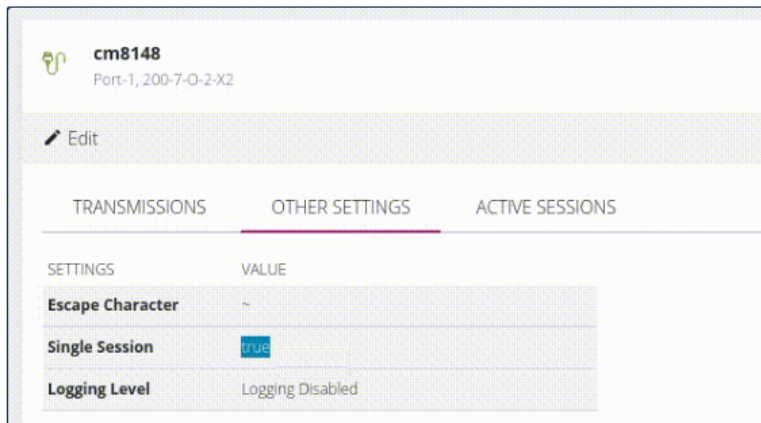 cm8148
Port-1, 200-7-O-2-X2
Edit
TRANSMISSIONS OTHER SETTINGS ACTIVE SESSIONS
SETTINGS VALUE
Escape Character ~
Single Session true
Logging Level Logging Disabled